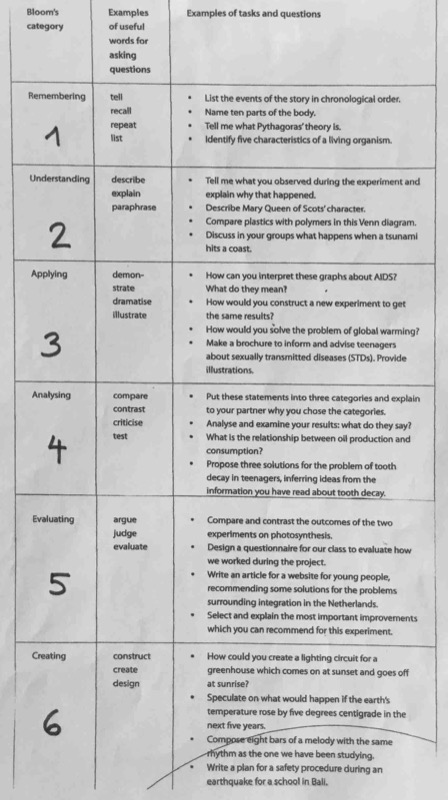 Bloom's
category
Examples
of useful
words for
asking
questions
Examples of tasks and questions
Remembering
1
tell
recall
repeat
list
• List the events of the story in chronological order.
• Name ten parts of the body.
• Tell me what Pythagoras' theory is.
• Identify five characteristics of a living organism.
Understanding
2
describe
explain
paraphrase
• Tell me what you observed during the experiment and
explain why that happened.
• Describe Mary Queen of Scots' character.
• Compare plastics with polymers in this Venn diagram.
• Discuss in your groups what happens when a tsunami
hits a coast.
Applying
3
demon-
strate
dramatise
illustrate
• How can you interpret these graphs about AIDS?
What do they mean?
• How would you construct a new experiment to get
the same results?
• How would you solve the problem of global warming?
• Make a brochure to inform and advise teenagers
about sexually transmitted diseases (STDs). Provide
illustrations.
Analysing
4
compare
contrast
criticise
test
• Put these statements into three categories and explain
to your partner why you chose the categories.
• Analyse and examine your results: what do they say?
• What is the relationship between oil production and
consumption?
• Propose three solutions for the problem of tooth
decay in teenagers, inferring ideas from the
information you have read about tooth decay.
Evaluating
5
argue
judge
evaluate
• Compare and contrast the outcomes of the two
experiments on photosynthesis.
• Design a questionnaire for our class to evaluate how
we worked during the project.
• Write an article for a website for young people,
recommending some solutions for the problems
surrounding integration in the Netherlands.
• Select and explain the most important improvements
which you can recommend for this experiment.
Creating
6
construct
create
design
• How could you create a lighting circuit for a
greenhouse which comes on at sunset and goes off
at sunrise?
• Speculate on what would happen if the earth's
temperature rose by five degrees centigrade in the
next five years.
• Compose eight bars of a melody with the same
rhythm as the one we have been studying.
• Write a plan for a safety procedure during an
earthquake for a school in Bali.